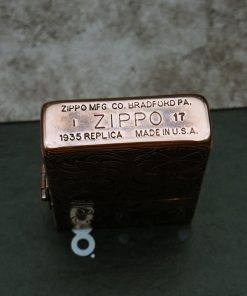 ZIPPO MFG. CO. BRADFORD PA.
I ZIPPO 17
1935 REPLICA MADE IN U.S.A.